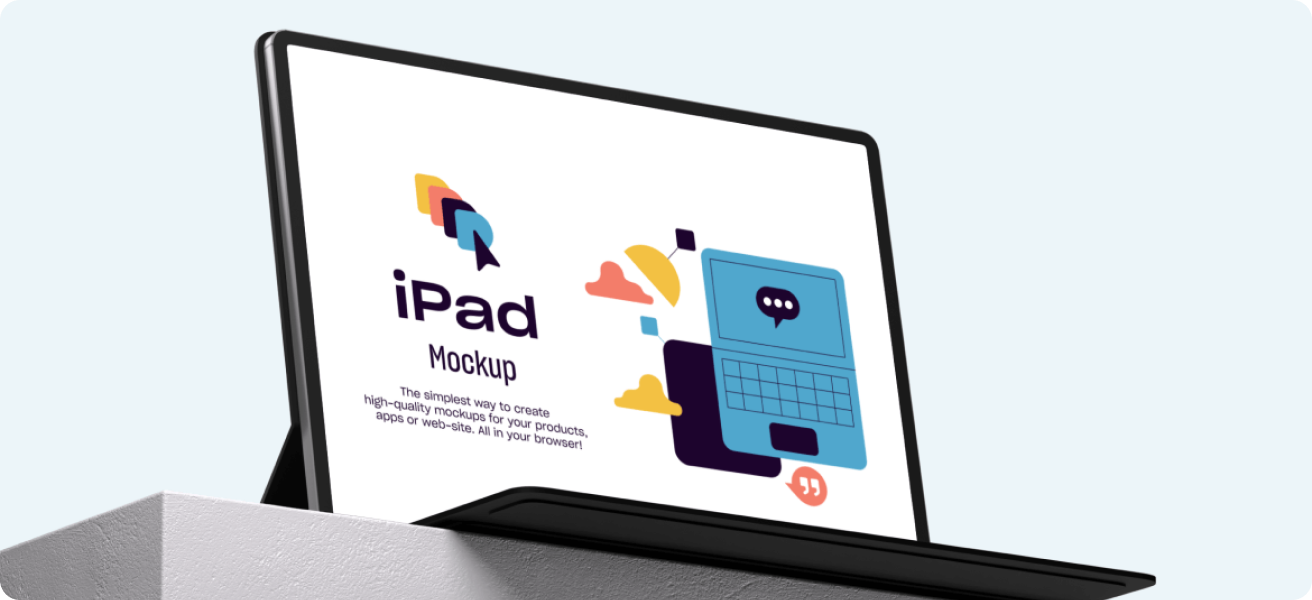 iPad
Mockup
The simplest way to create
high-quality mockups for your products,
apps or web-site. All in your browser!